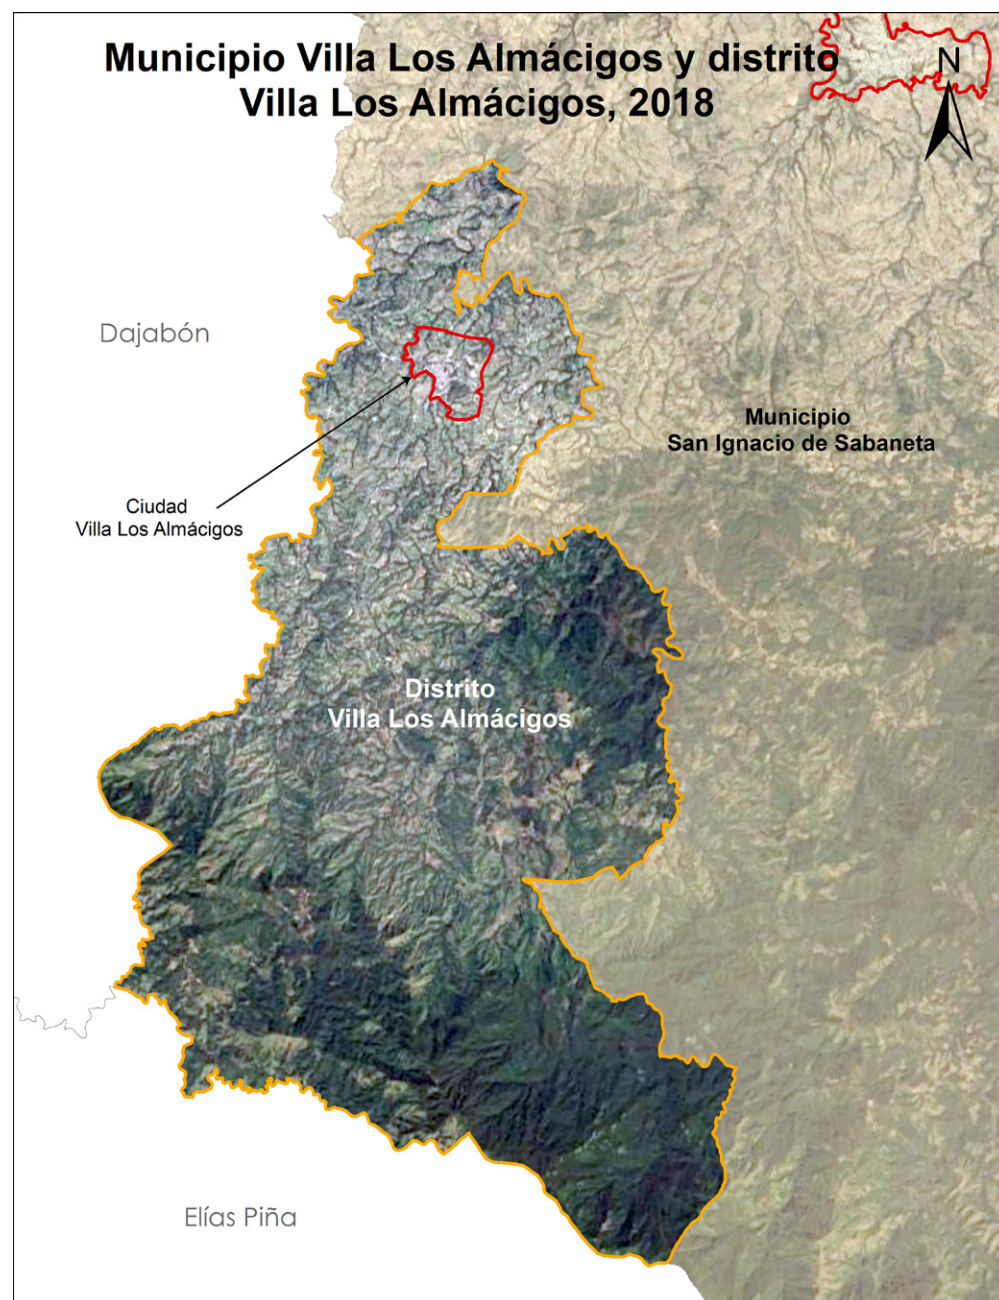 Municipio Villa Los Almácigos y distrito
Villa Los Almácigos, 2018
N
Dajabón
Municipio
San Ignacio de Sabaneta
Ciudad
Villa Los Almácigos
Distrito
Villa Los Almácigos
Elías Piña